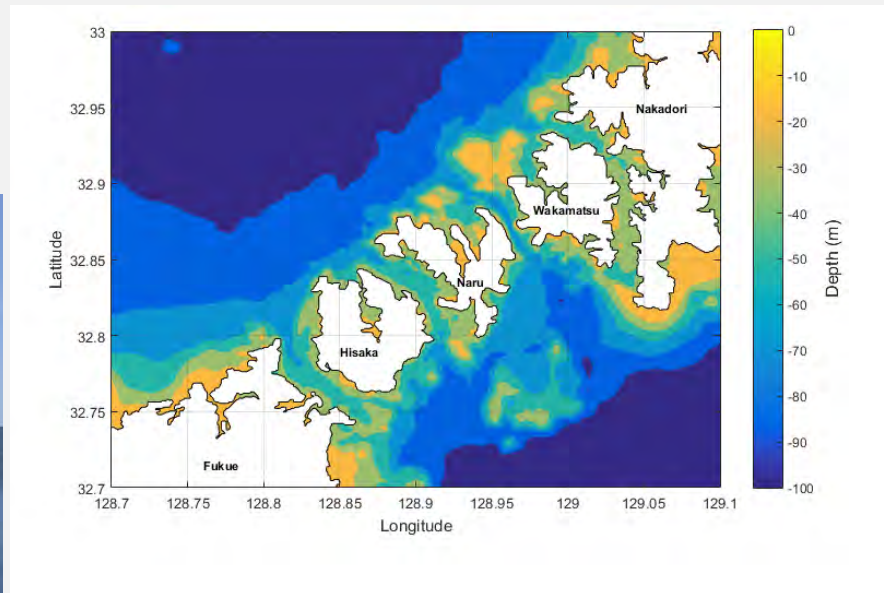 33
32.95
32.9
32.85
32.8
32.75
32.7
Latitude
128.7 128.75 128.8 128.85 128.9 128.95 129 129.05 129.1
Longitude
Nakadori
Wakamatsu
Naru
Hisaka
Fukue
0
-10
-20
-30
-40
-50
-60
-70
-80
-90
-100
Depth (m)